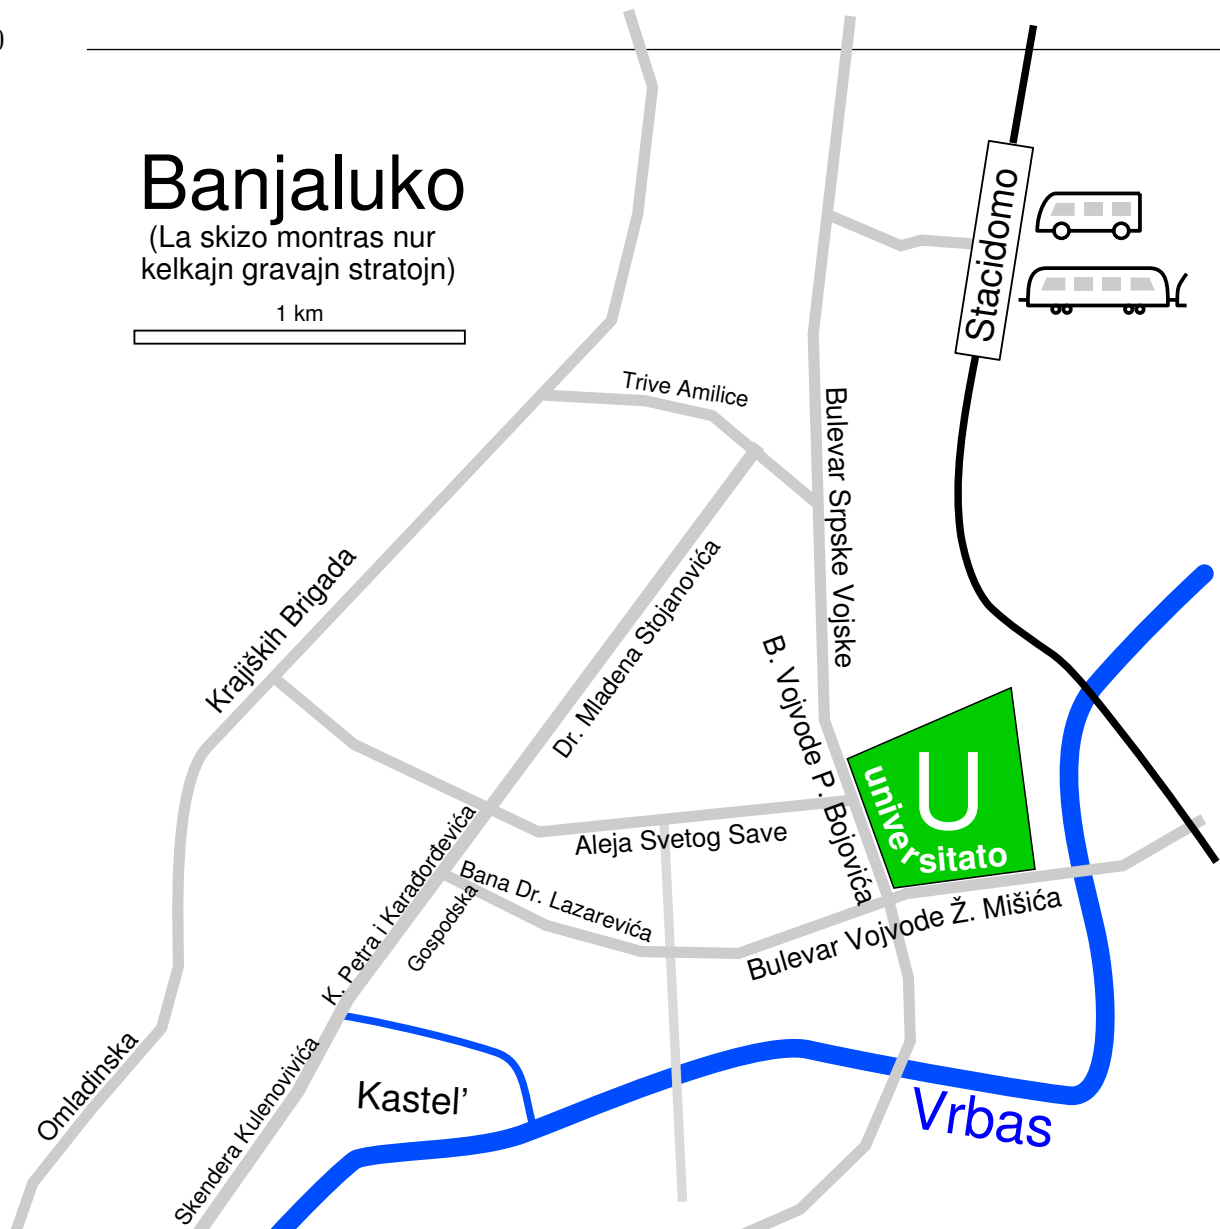 )
Banjaluko
(La skizo montras nur
kelkajn gravajn stratojn)
1 km
Stacidomo
Trive Amilice
Bulevar Srpske Vojske
Krajiških Brigada
Dr. Mladena Stojanovića
B. Vojvode P. Bojovića
U
universitato
Aleja Svetog Save
K. Petra i Karađorđevića
Bana Dr. Lazarevića
Gospodska
Bulevar Vojvode Ž. Mišića
Omladinska
Skendera Kulenovivića
Kastel’
Vrbas